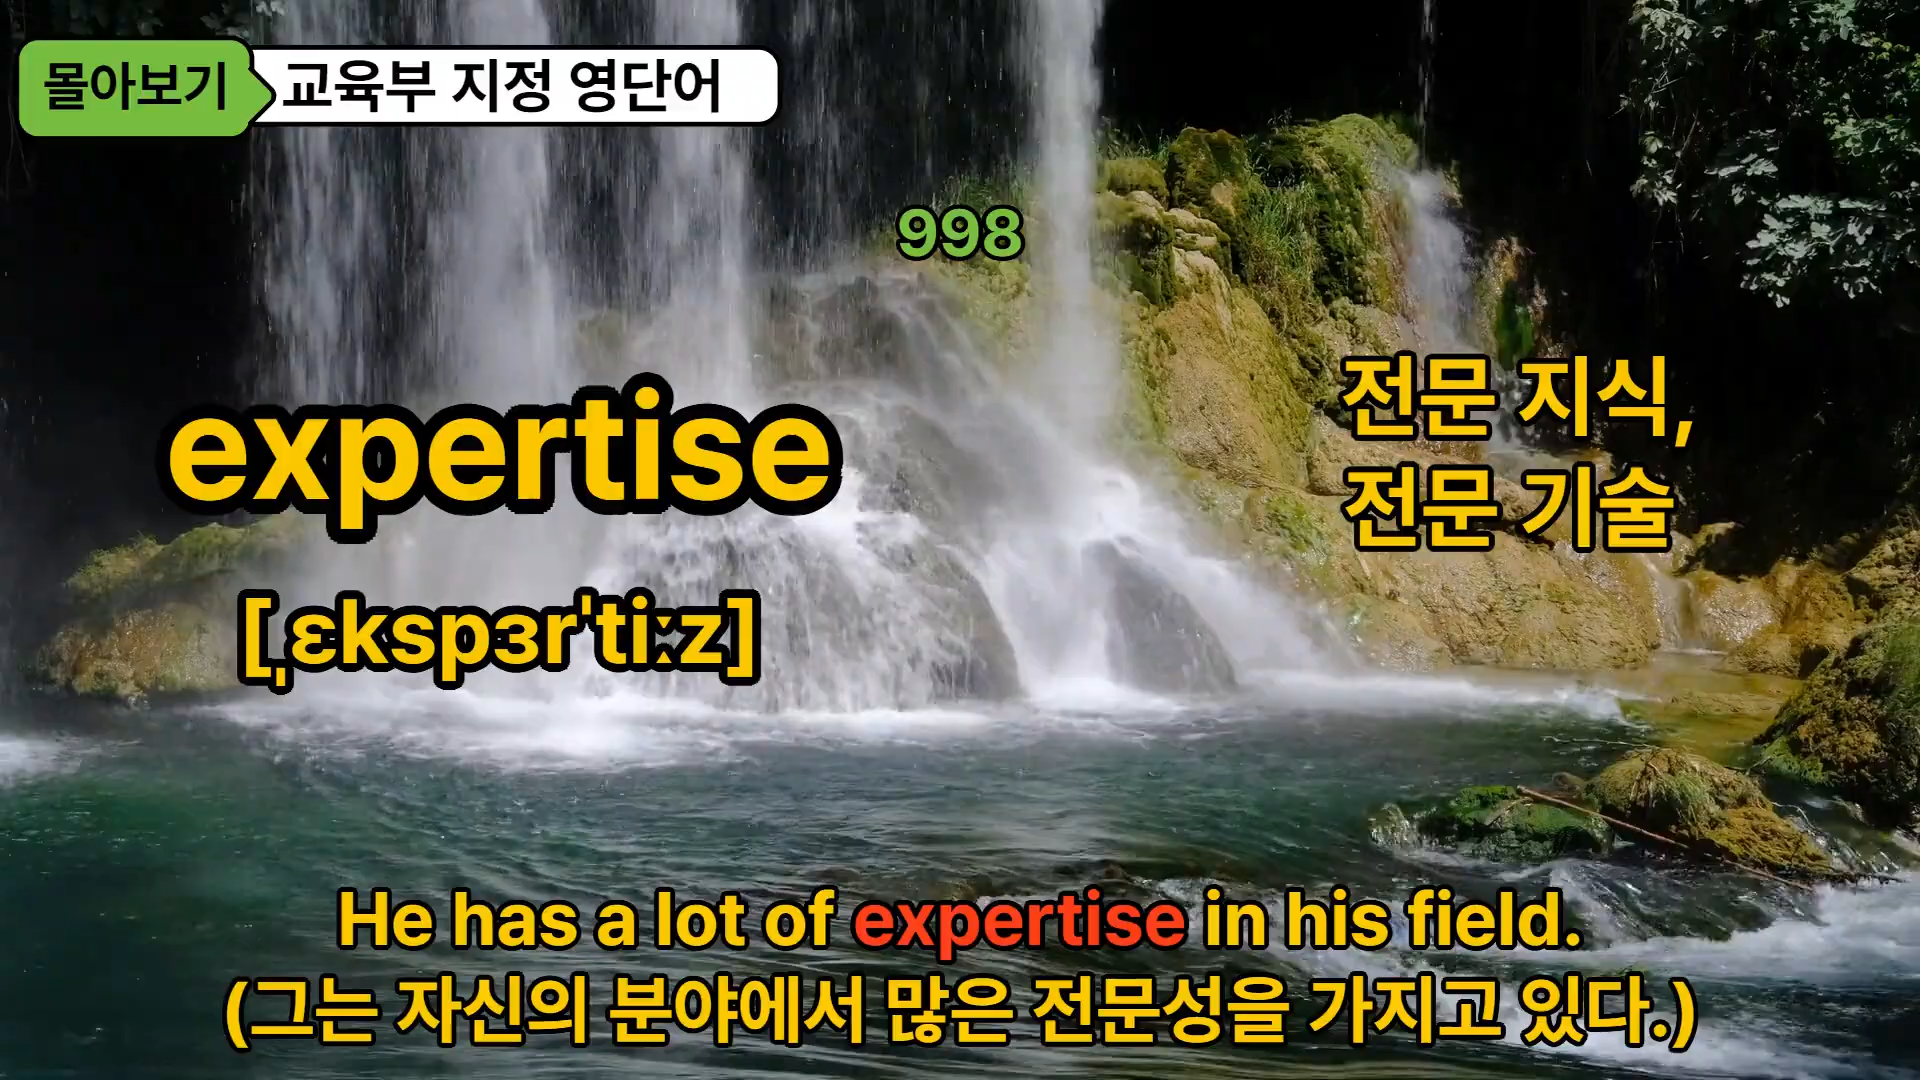 몰아보기 교육부 지정 영단어
998
expertise
[ˌɛkspɜrˈtiːz]
전문 지식,
전문 기술
He has a lot of expertise in his field.
(그는 자신의 분야에서 많은 전문성을 가지고 있다.)